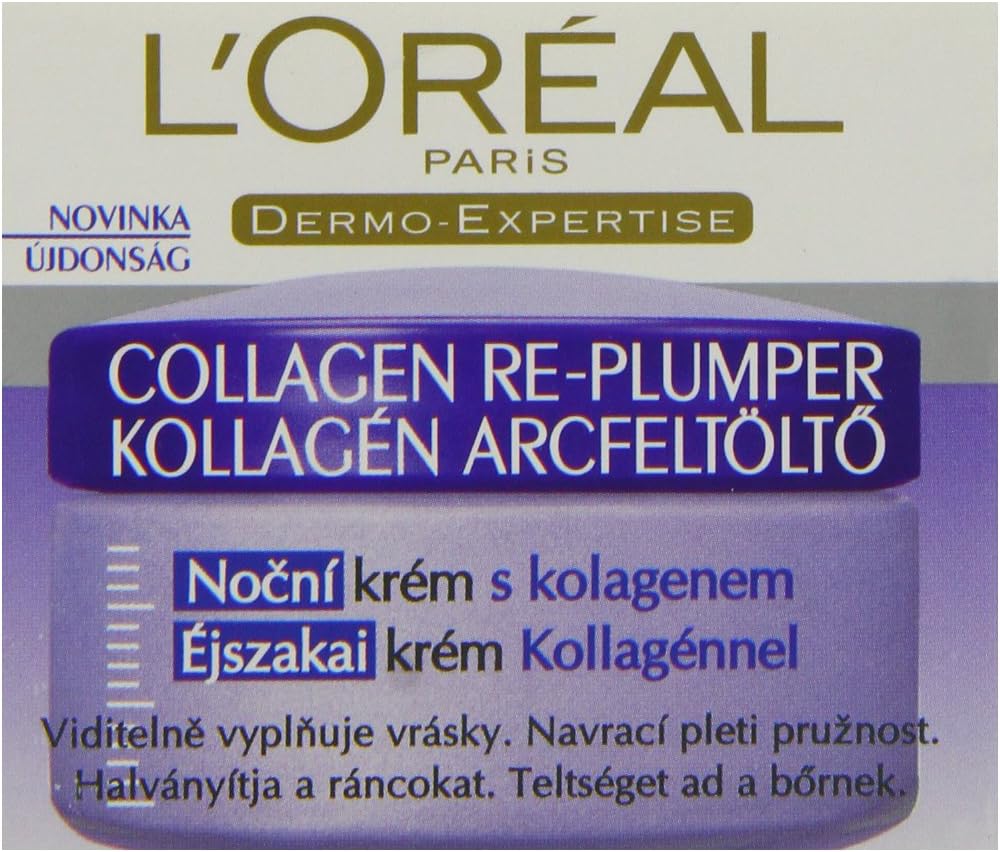 L'ORÉAL
PARiS
DERMO-EXPERTISE
NOVINKA
ÚJDONSÁG
COLLAGEN RE-PLUMPER
KOLLAGÉN ARCFELTÖLTŐ
Noční krém s kolagenem
Éjszakai krém Kollagénnel
Viditelně vyplňuje vrásky. Navrací pleti pružnost.
Halványítja a ráncokat. Teltséget ad a bőrnek.